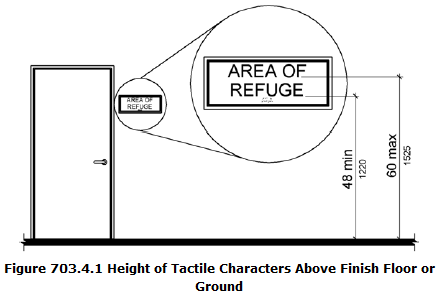 AREA OF
REFUGE
AREA OF
REFUGE
48 min
1220
60 max
1525
Figure 703.4.1 Height of Tactile Characters Above Finish Floor or
Ground